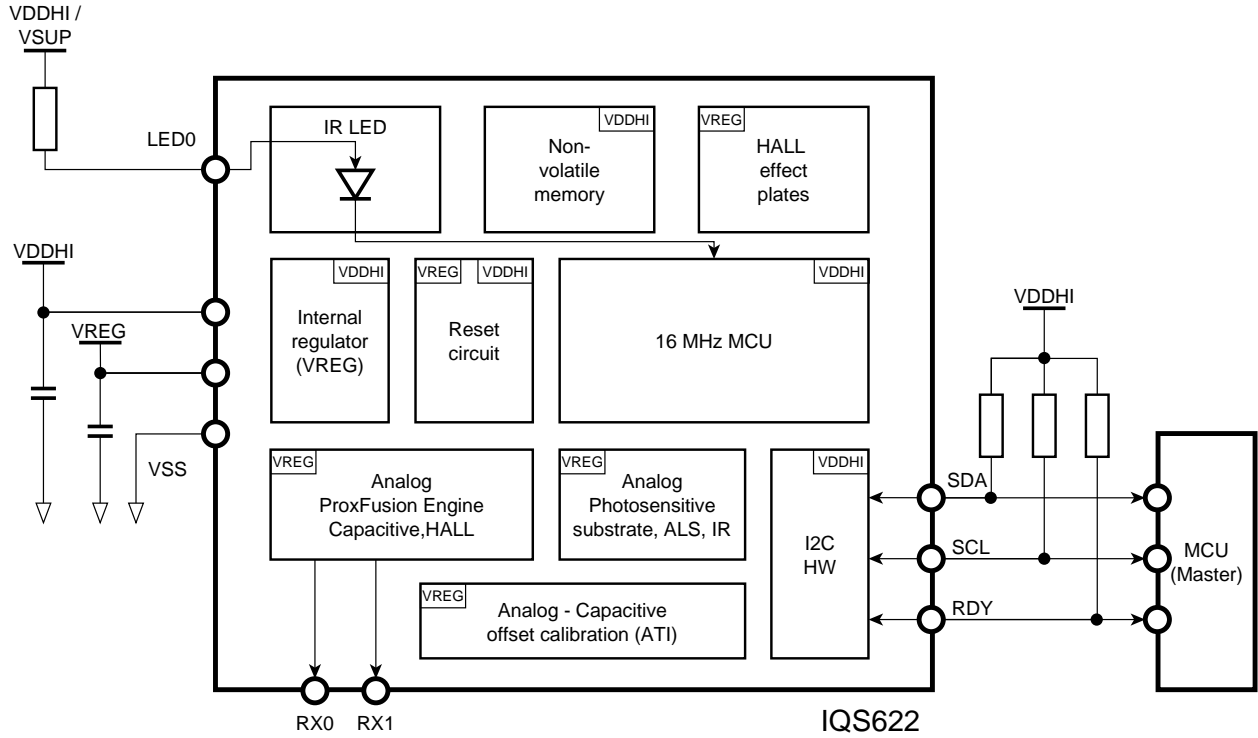 VDDHI /
VSUP
LED0
IR LED
VDDHI
Non-
volatile
memory
VREG
HALL
effect
plates
VDDHI
VREG
VSS
VDDHI
Internal
regulator
(VREG)
VREG
VDDHI
Reset
circuit
VDDHI
16 MHz MCU
VDDHI
VREG
Analog
ProxFusion Engine
Capacitive,HALL
VREG
Analog
Photosensitive
substrate, ALS, IR
VDDHI
I2C
HW
VREG
Analog - Capacitive
offset calibration (ATI)
SDA
SCL
RDY
MCU
(Master)
RX0
RX1
IQS622